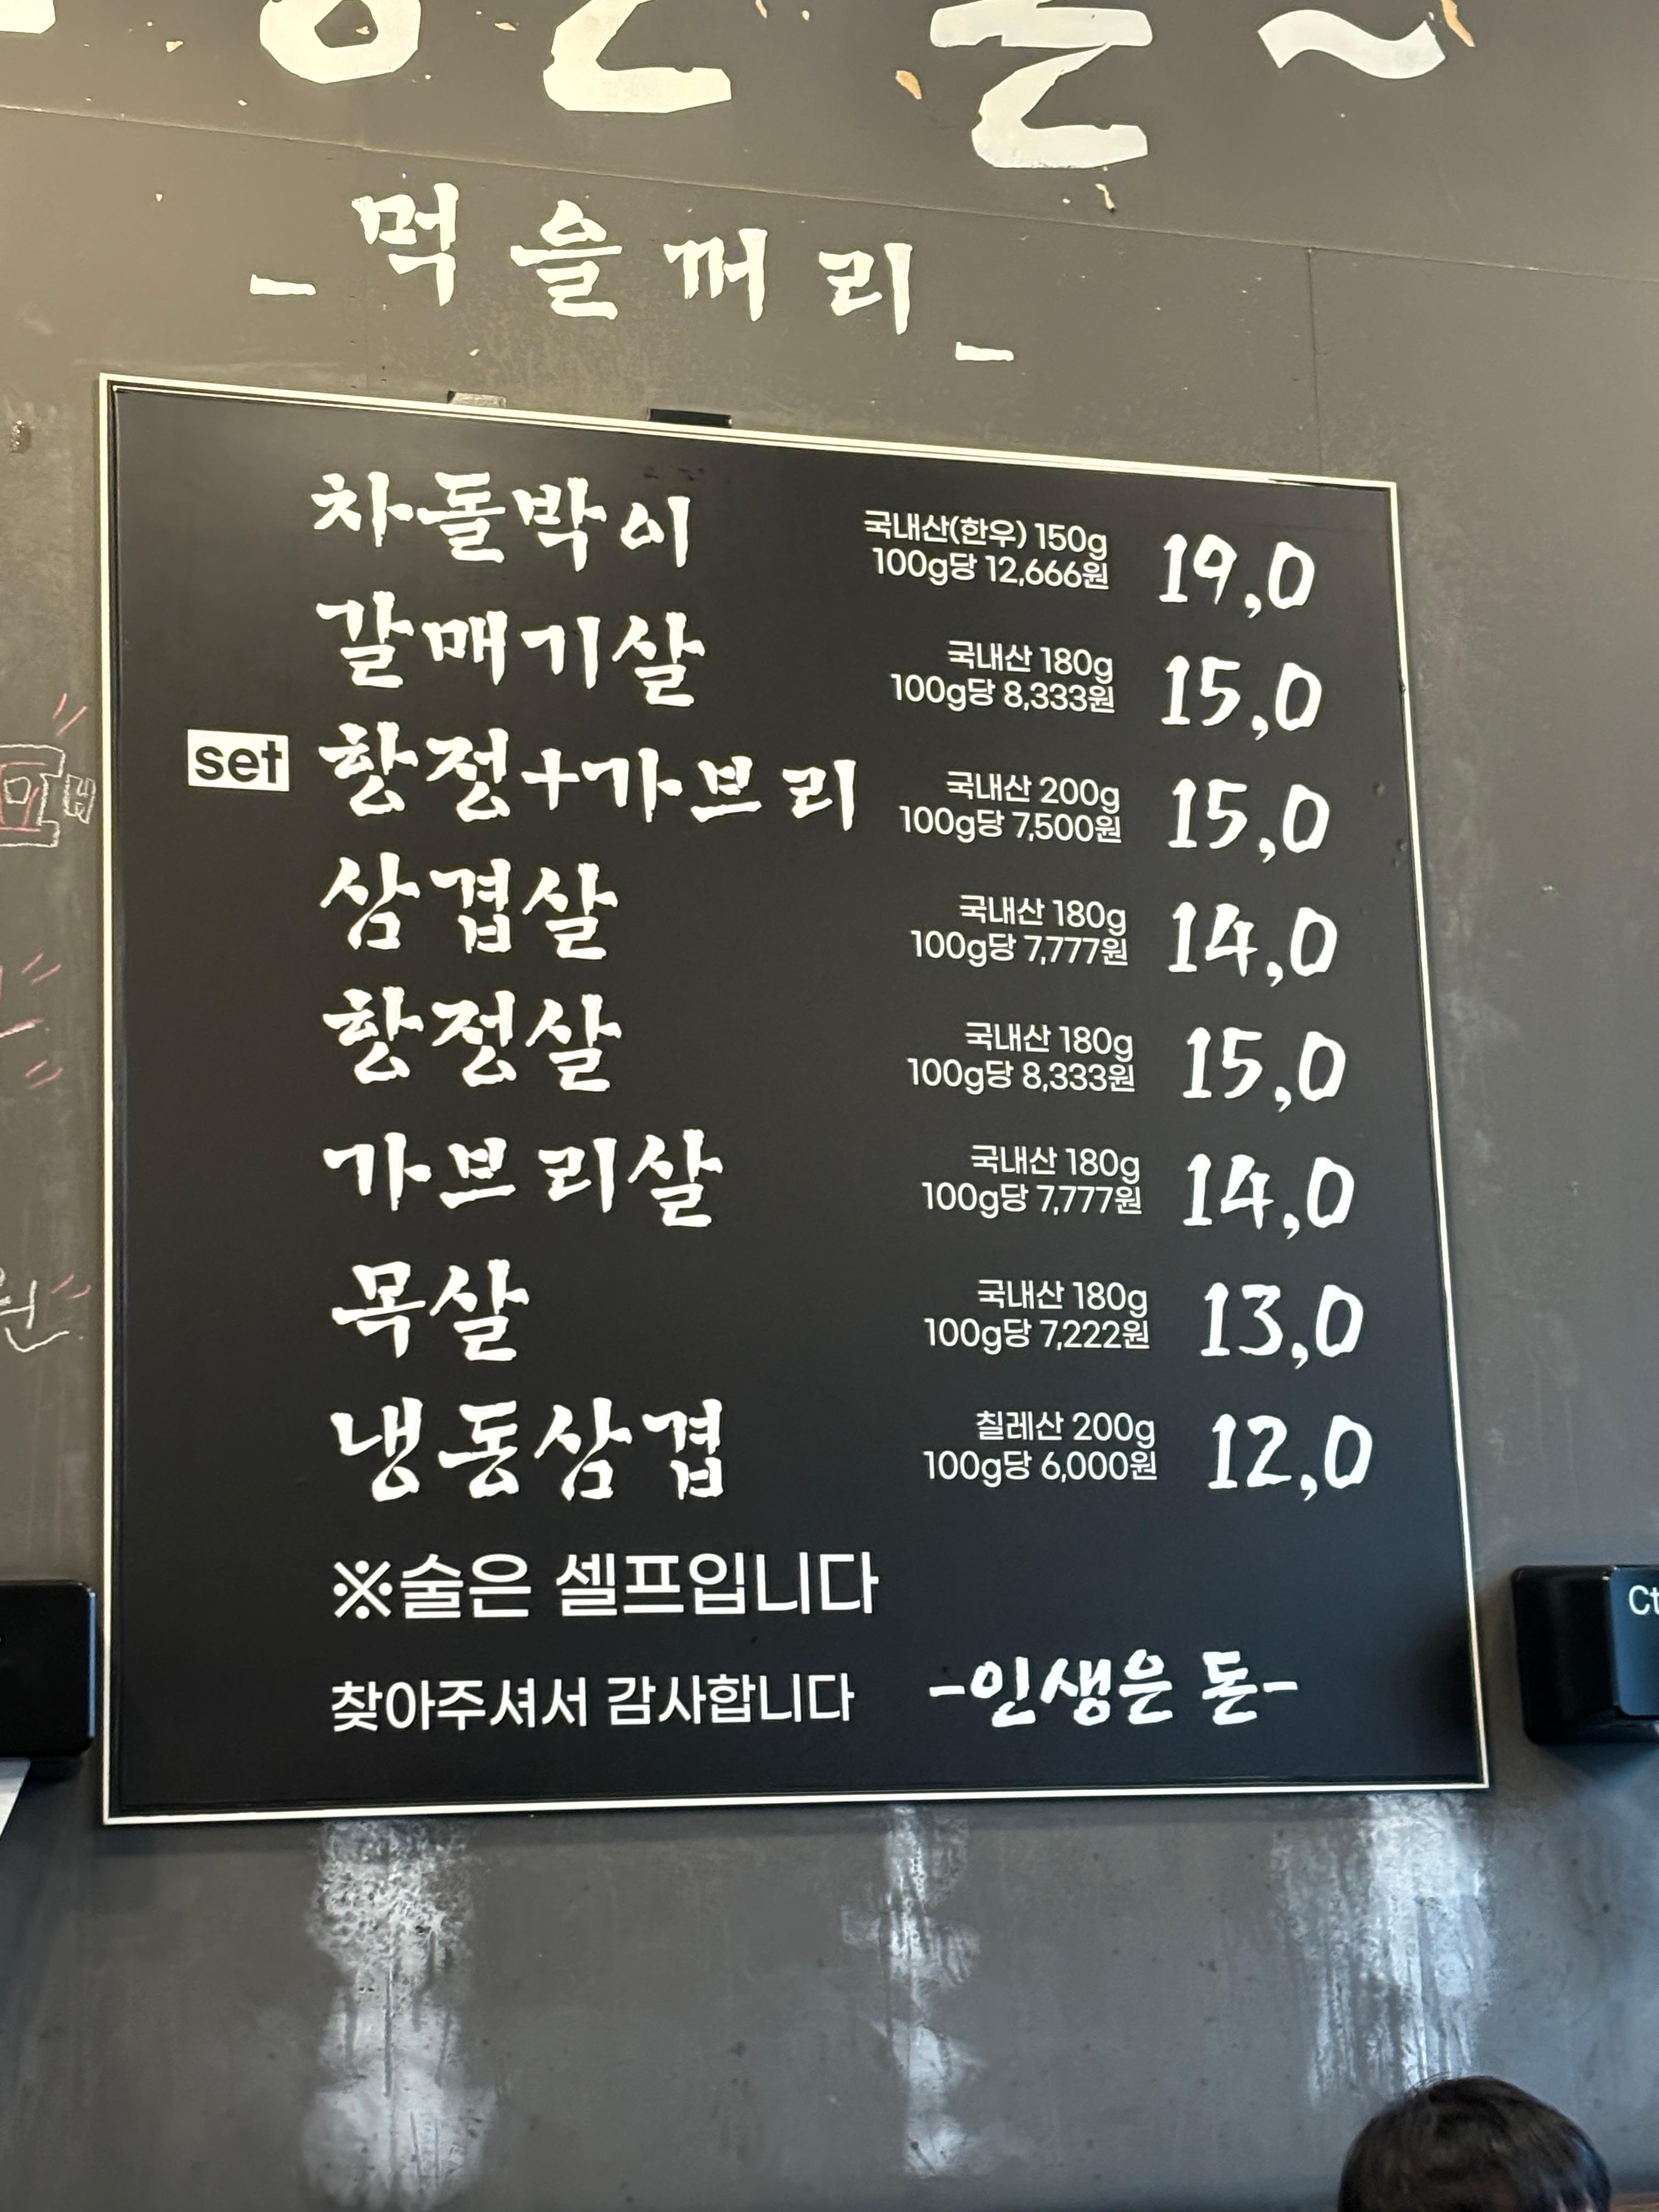 _먹을꺼리_
차돌박이 국내산(한우) 150g 100g당 12,666원 19,0
갈매기살 국내산 180g 100g당 8,333원 15,0
set 항정+가브리 국내산 200g 100g당 7,500원 15,0
삼겹살 국내산 180g 100g당 7,777원 14,0
항정살 국내산 180g 100g당 8,333원 15,0
가브리살 국내산 180g 100g당 7,777원 14,0
목살 국내산 180g 100g당 7,222원 13,0
냉동삼겹 칠레산 200g 100g당 6,000원 12,0
※술은 셀프입니다
찾아주셔서 감사합니다 -인생은 돈-